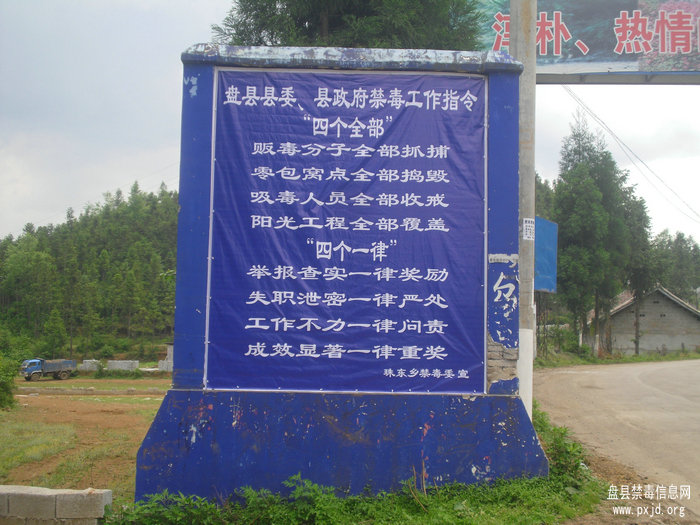 淳朴、热情
盘县县委、县政府禁毒工作指令
“四个全部”
贩毒分子全部抓捕
零包窝点全部捣毁
吸毒人员全部收戒
阳光工程全部覆盖
“四个一律”
举报查实一律奖励
失职泄密一律严处
工作不力一律问责
成效显著一律重奖
珠东乡禁毒委 宣
盘县禁毒信息网
www.pxjd.org